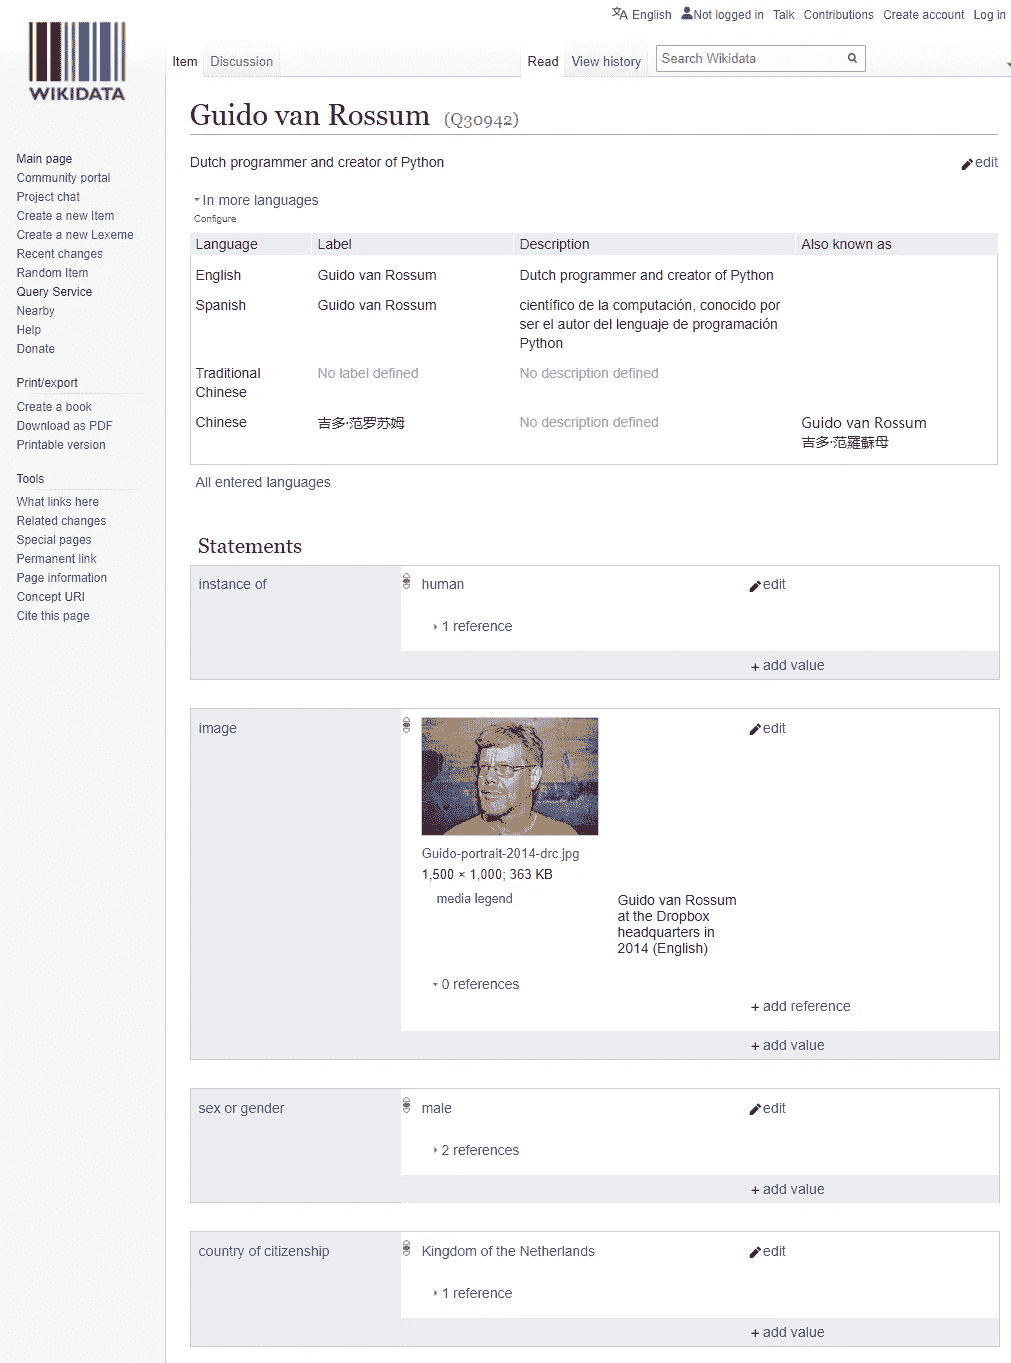 English Not logged in Talk Contributions Create account Log in
WIKIDATA
Item Discussion Read View history Search Wikidata
Guido van Rossum (Q30942)
Dutch programmer and creator of Python edit
In more languages
Configure
Language Label Description Also known as
English Guido van Rossum Dutch programmer and creator of Python
Spanish Guido van Rossum científico de la computación, conocido por
ser el autor del lenguaje de programación
Python
Traditional No label defined No description defined
Chinese
Chinese 吉多·范罗苏姆 No description defined Guido van Rossum
吉多·范羅蘇母
All entered languages
Main page
Community portal
Project chat
Create a new Item
Create a new Lexeme
Recent changes
Random Item
Query Service
Nearby
Help
Donate
Print/export
Create a book
Download as PDF
Printable version
Tools
What links here
Related changes
Special pages
Permanent link
Page information
Concept URI
Cite this page
Statements
instance of human edit
1 reference
+ add value
image edit
Guido-portrait-2014-drc.jpg
1,500 × 1,000; 363 KB
media legend Guido van Rossum
at the Dropbox
headquarters in
2014 (English)
0 references
+ add reference
+ add value
sex or gender male edit
2 references
+ add value
country of citizenship Kingdom of the Netherlands edit
1 reference
+ add value